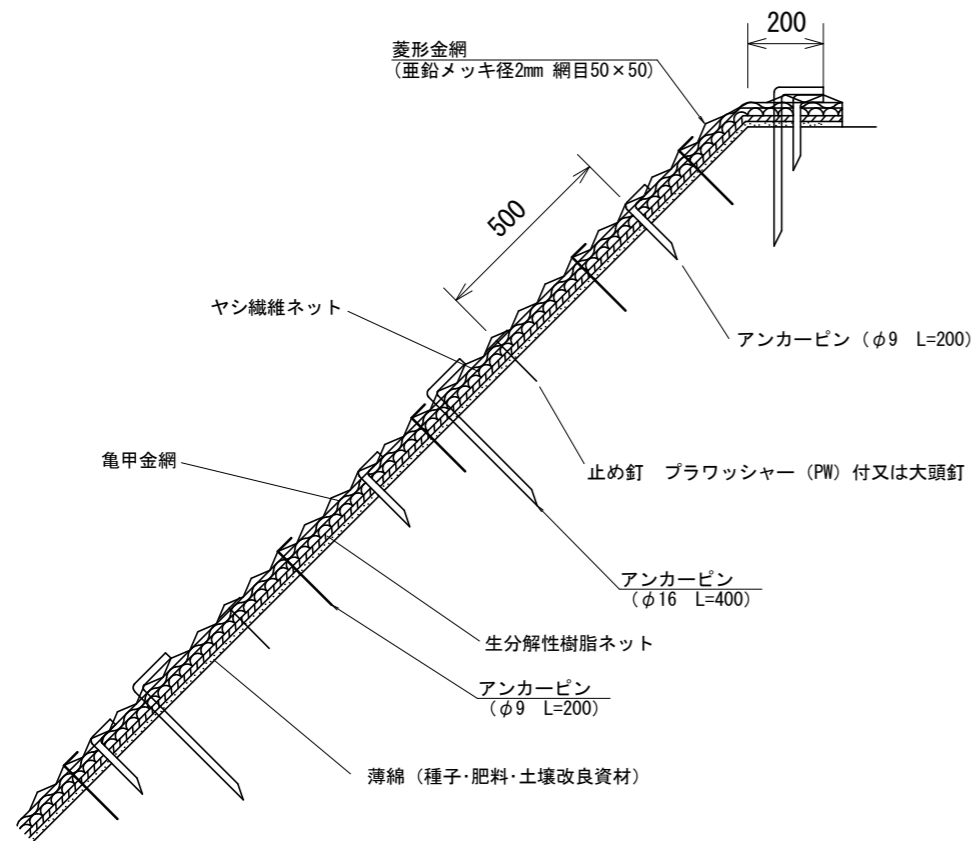 200
菱形金網
(亜鉛メッキ径2mm 網目50×50)
500
ヤシ繊維ネット
アンカーピン(φ9 L=200)
亀甲金網
止め釘 プラワッシャー(PW)付又は大頭釘
アンカーピン
(φ16 L=400)
生分解性樹脂ネット
アンカーピン
(φ9 L=200)
薄綿(種子・肥料・土壌改良資材)